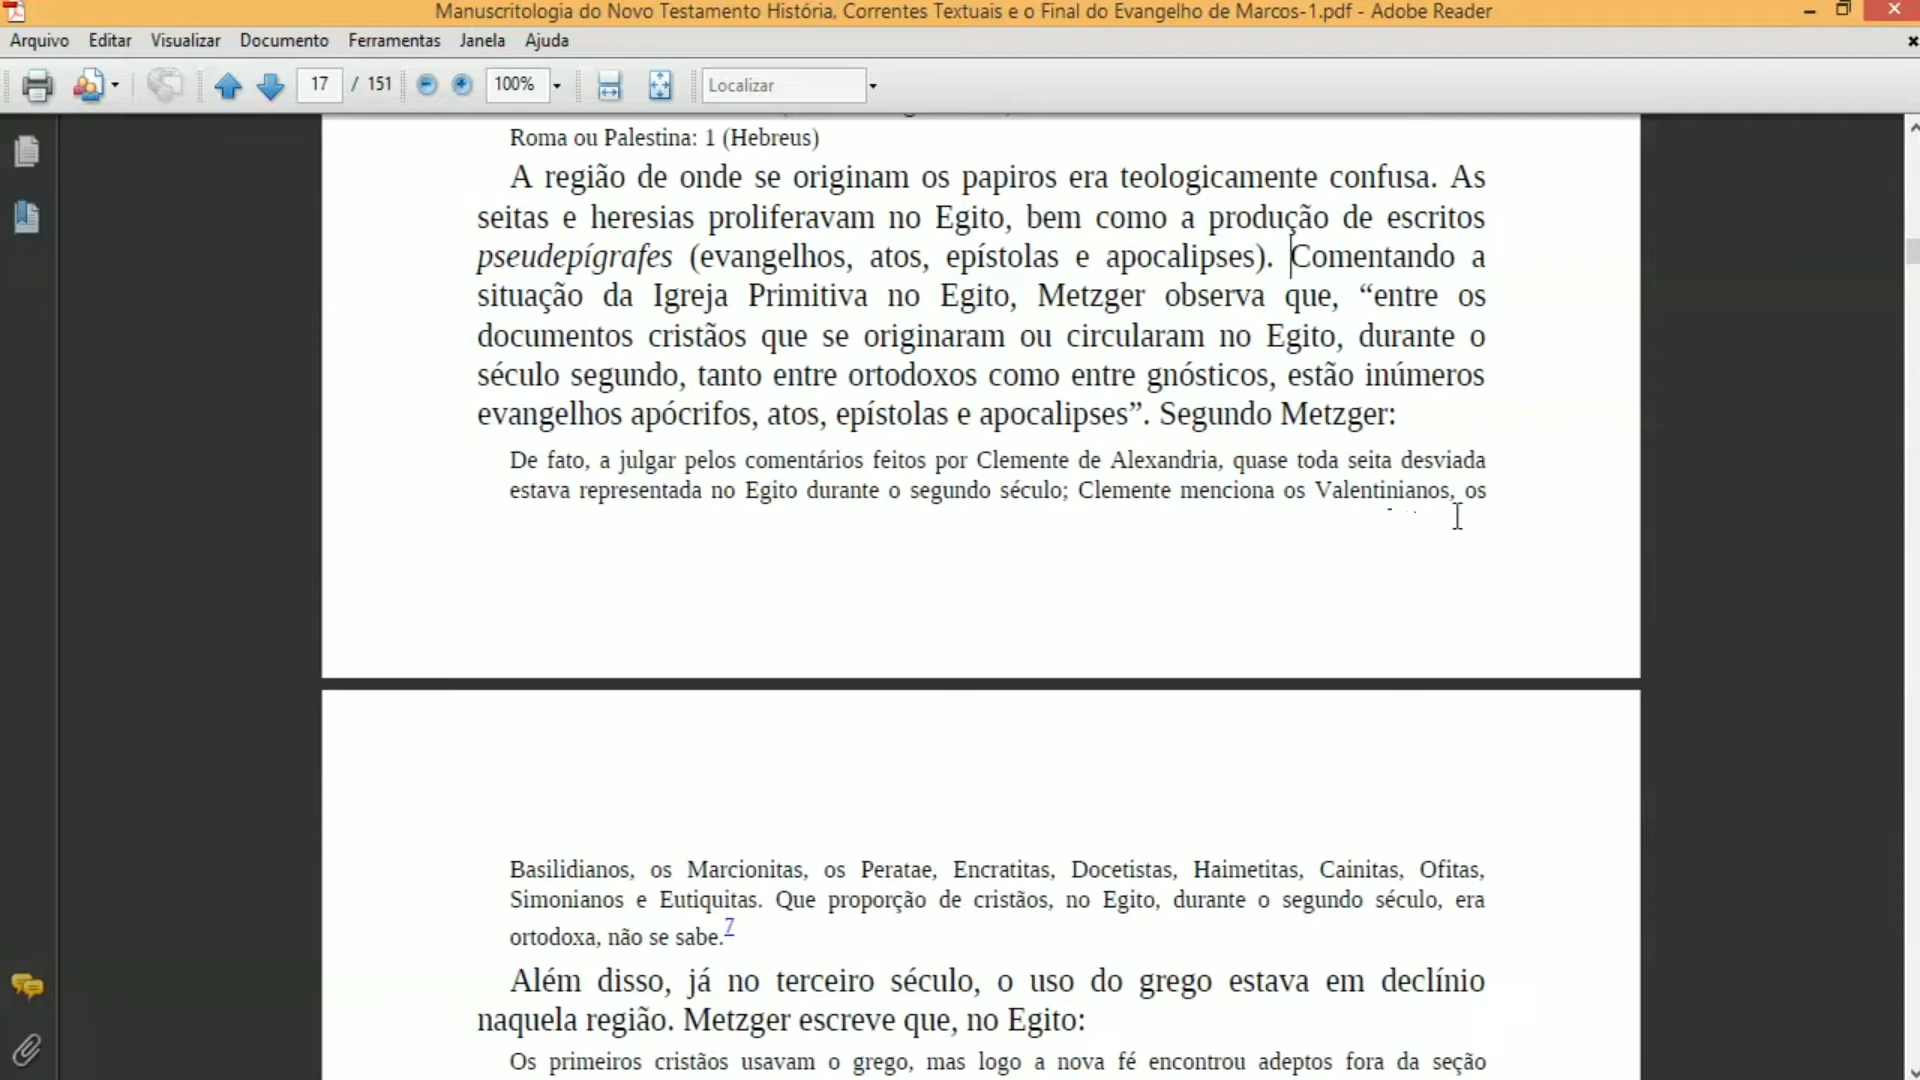 Manuscritologia do Novo Testamento História, Correntes Textuais e o Final do Evangelho de Marcos-1.pdf - Adobe Reader
Arquivo Editar Visualizar Documento Ferramentas Janela Ajuda
17 / 151 100% Localizar
Roma ou Palestina: 1 (Hebreus)
A região de onde se originam os papiros era teologicamente confusa. As
seitas e heresias proliferavam no Egito, bem como a produção de escritos
pseudepígrafes (evangelhos, atos, epístolas e apocalipses). Comentando a
situação da Igreja Primitiva no Egito, Metzger observa que, “entre os
documentos cristãos que se originaram ou circularam no Egito, durante o
século segundo, tanto entre ortodoxos como entre gnósticos, estão inúmeros
evangelhos apócrifos, atos, epístolas e apocalipses”. Segundo Metzger:
De fato, a julgar pelos comentários feitos por Clemente de Alexandria, quase toda seita desviada
estava representada no Egito durante o segundo século; Clemente menciona os Valentinianos, os
Basilidianos, os Marcionitas, os Peratae, Encratitas, Docetistas, Haimetitas, Cainitas, Ofitas,
Simonianos e Eutiquitas. Que proporção de cristãos, no Egito, durante o segundo século, era
ortodoxa, não se sabe.7
Além disso, já no terceiro século, o uso do grego estava em declínio
naquela região. Metzger escreve que, no Egito:
Os primeiros cristãos usavam o grego, mas logo a nova fé encontrou adeptos fora da seção